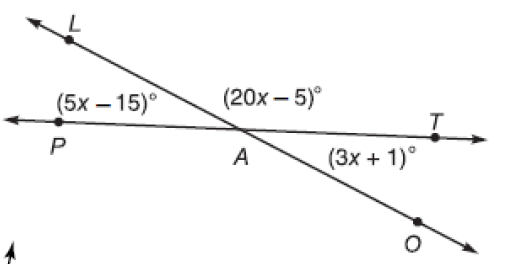 L
(5x – 15)° (20x – 5)°
P A (3x + 1)° T
O